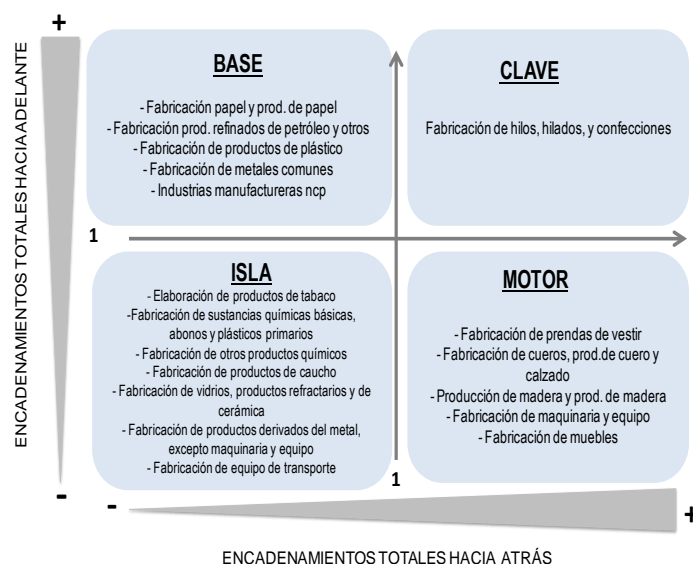 +
ENCADENAMIENTOS TOTALES HACIA ADELANTE
BASE
- Fabricación papel y prod. de papel
- Fabricación prod. refinados de petróleo y otros
- Fabricación de productos de plástico
- Fabricación de metales comunes
- Industrias manufactureras ncp
CLAVE
Fabricación de hilos, hilados, y confecciones
1
ISLA
- Elaboración de productos de tabaco
-Fabricación de sustancias químicas básicas,
abonos y plásticos primarios
- Fabricación de otros productos químicos
- Fabricación de productos de caucho
- Fabricación de vidrios, productos refractarios y de
cerámica
- Fabricación de productos derivados del metal,
excepto maquinaria y equipo
- Fabricación de equipo de transporte
MOTOR
- Fabricación de prendas de vestir
- Fabricación de cueros, prod.de cuero y
calzado
- Producción de madera y prod. de madera
- Fabricación de maquinaria y equipo
- Fabricación de muebles
1
-
-
+
ENCADENAMIENTOS TOTALES HACIA ATRÁS